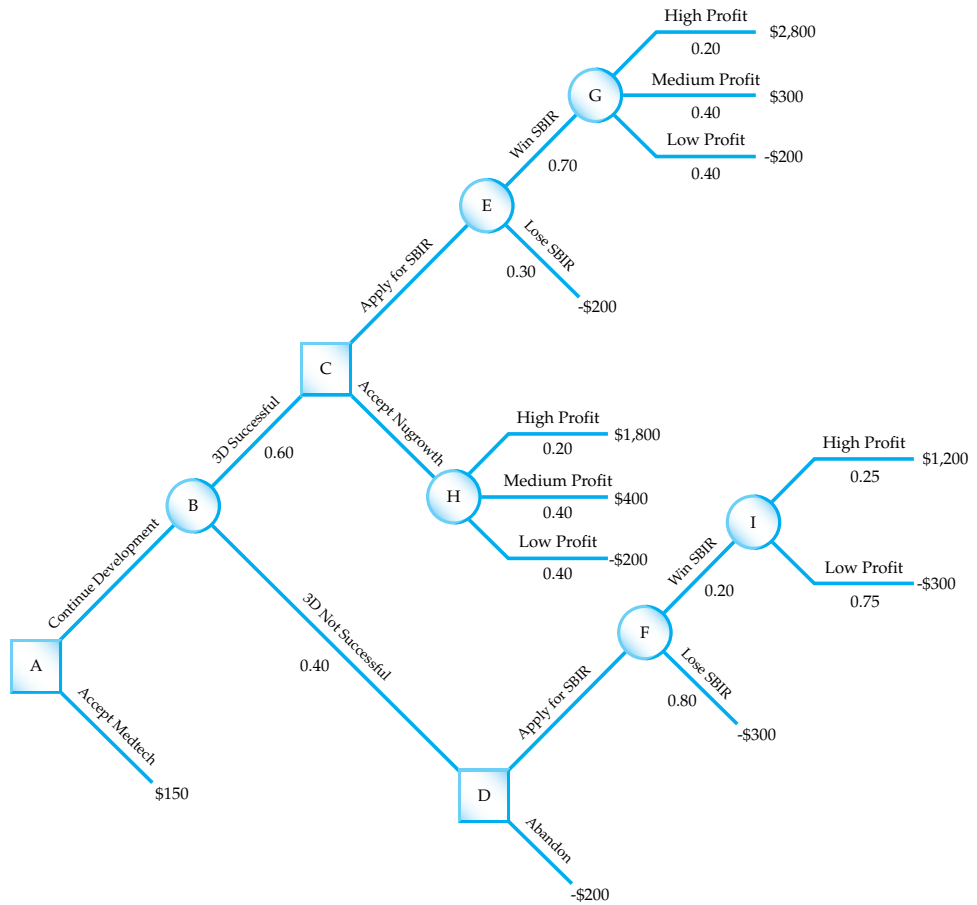 High Profit
$2,800
0.20
Medium Profit
G
$300
0.40
Low Profit
-$200
0.40
Win SBIR
0.70
E
Lose SBIR
0.30
-$200
Apply for SBIR
C
Accept Nugrowth
High Profit
$1,800
0.20
Medium Profit
H
$400
0.40
Low Profit
-$200
0.40
3D Successful
0.60
B
High Profit
$1,200
0.25
I
Low Profit
-$300
0.75
Win SBIR
0.20
F
Lose SBIR
0.80
-$300
Continue Development
3D Not Successful
0.40
A
Accept Medtech
$150
Apply for SBIR
D
Abandon
-$200